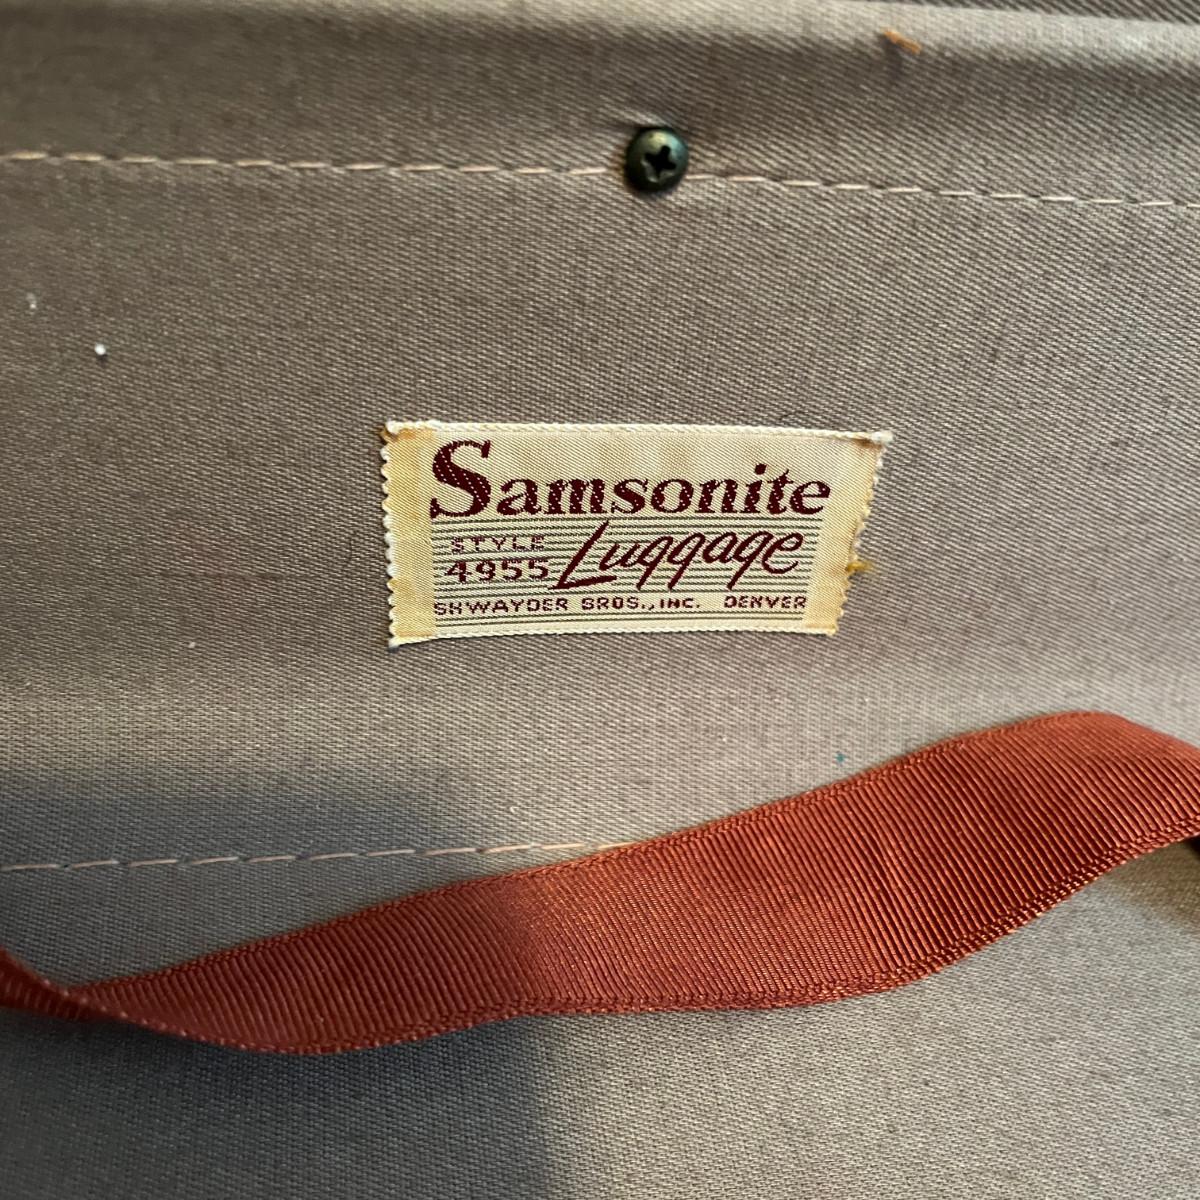 Samsonite
STYLE Luggage
4955
SHWAYDER BROS., INC. DENVER